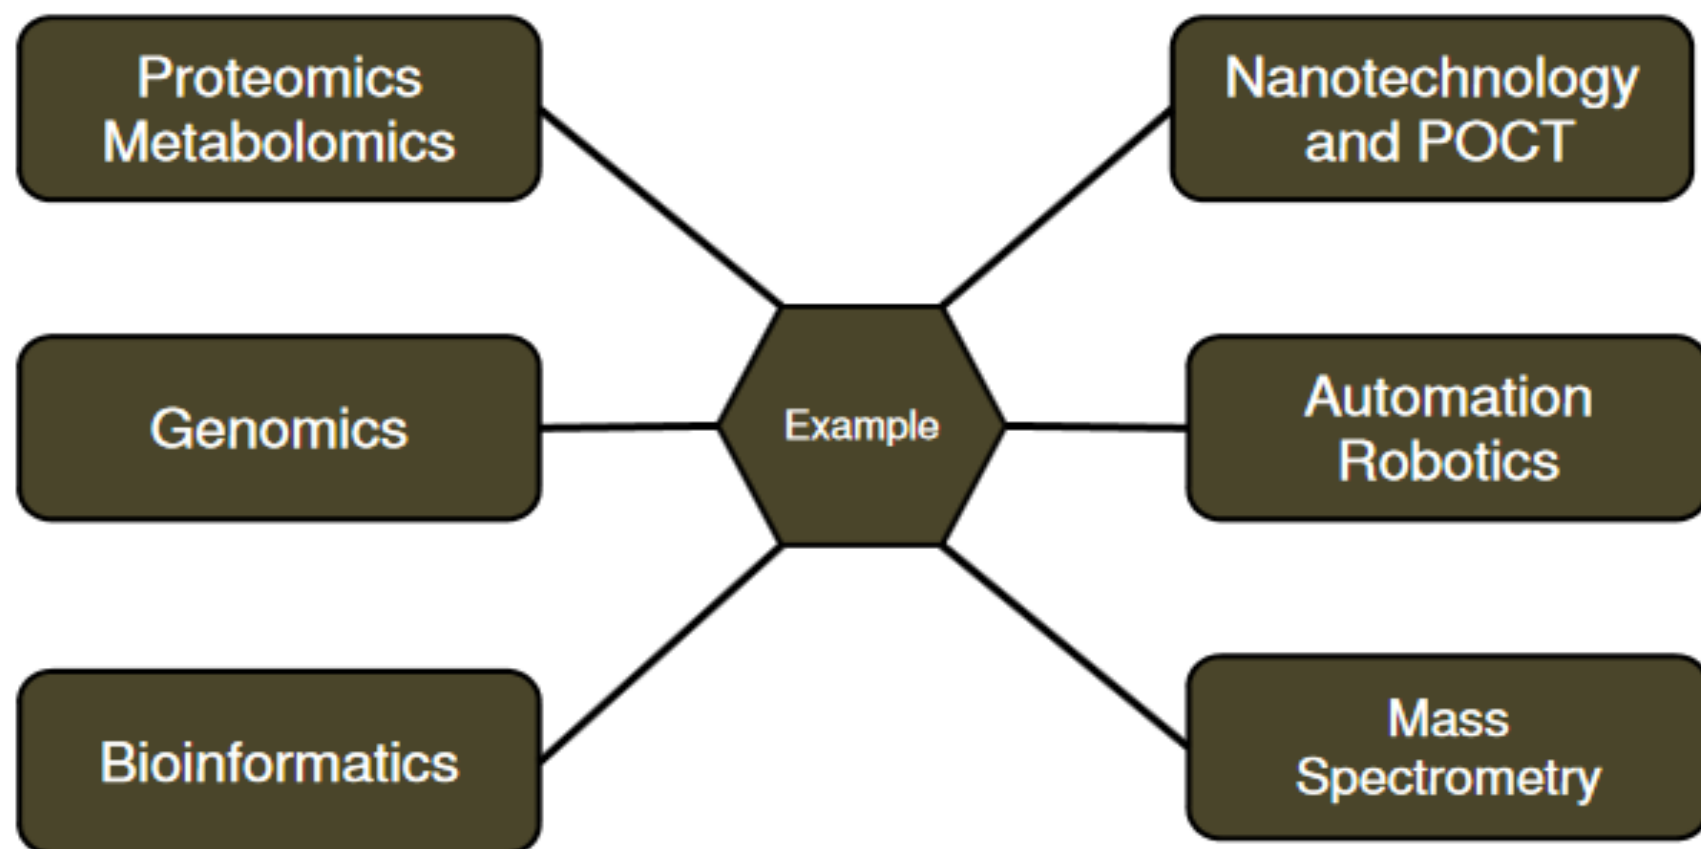 Proteomics
Metabolomics
Nanotechnology
and POCT
Genomics
Example
Automation
Robotics
Bioinformatics
Mass
Spectrometry